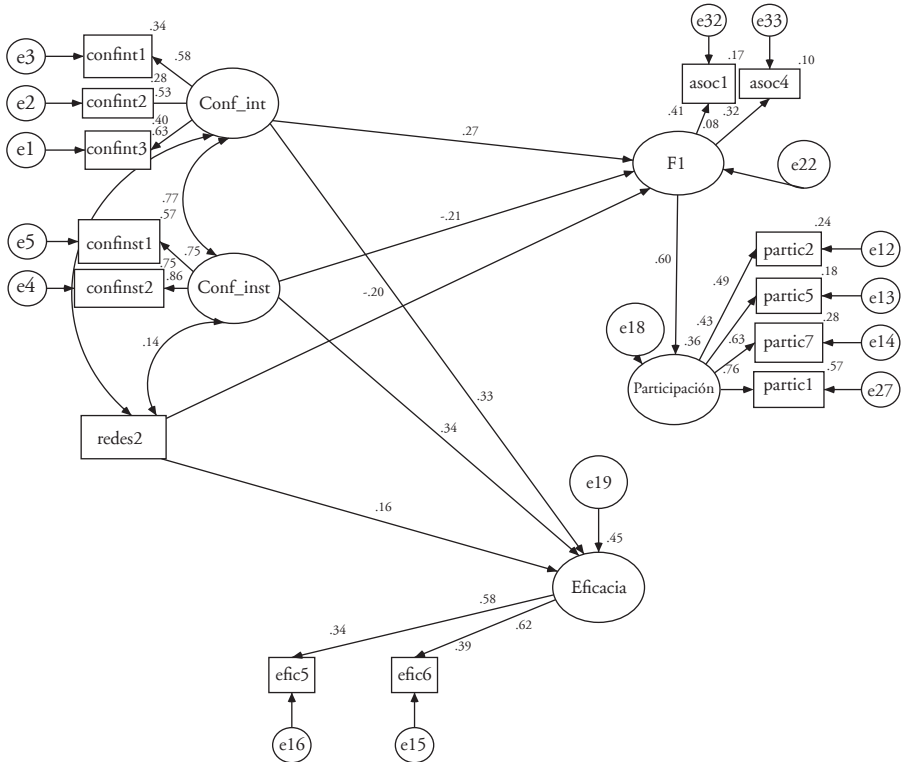 e32
e33
.34
.17
.10
e3
confint1
.58
asoc1
asoc4
.28
e2
confint2
.53
Conf_int
.41
.08
.32
.40
.63
.27
e1
confint3
F1
e22
.77
.57
-.21
.24
e5
confinst1
.75
partic2
e12
.75
.60
.49
.18
e4
confinst2
.86
Conf_inst
-.20
partic5
e13
.43
.28
e18
.14
.36
.63
partic7
e14
.76
.57
Participación
partic1
e27
.33
redes2
.34
e19
.16
.45
Eficacia
.58
.62
.34
.39
efic5
efic6
e16
e15